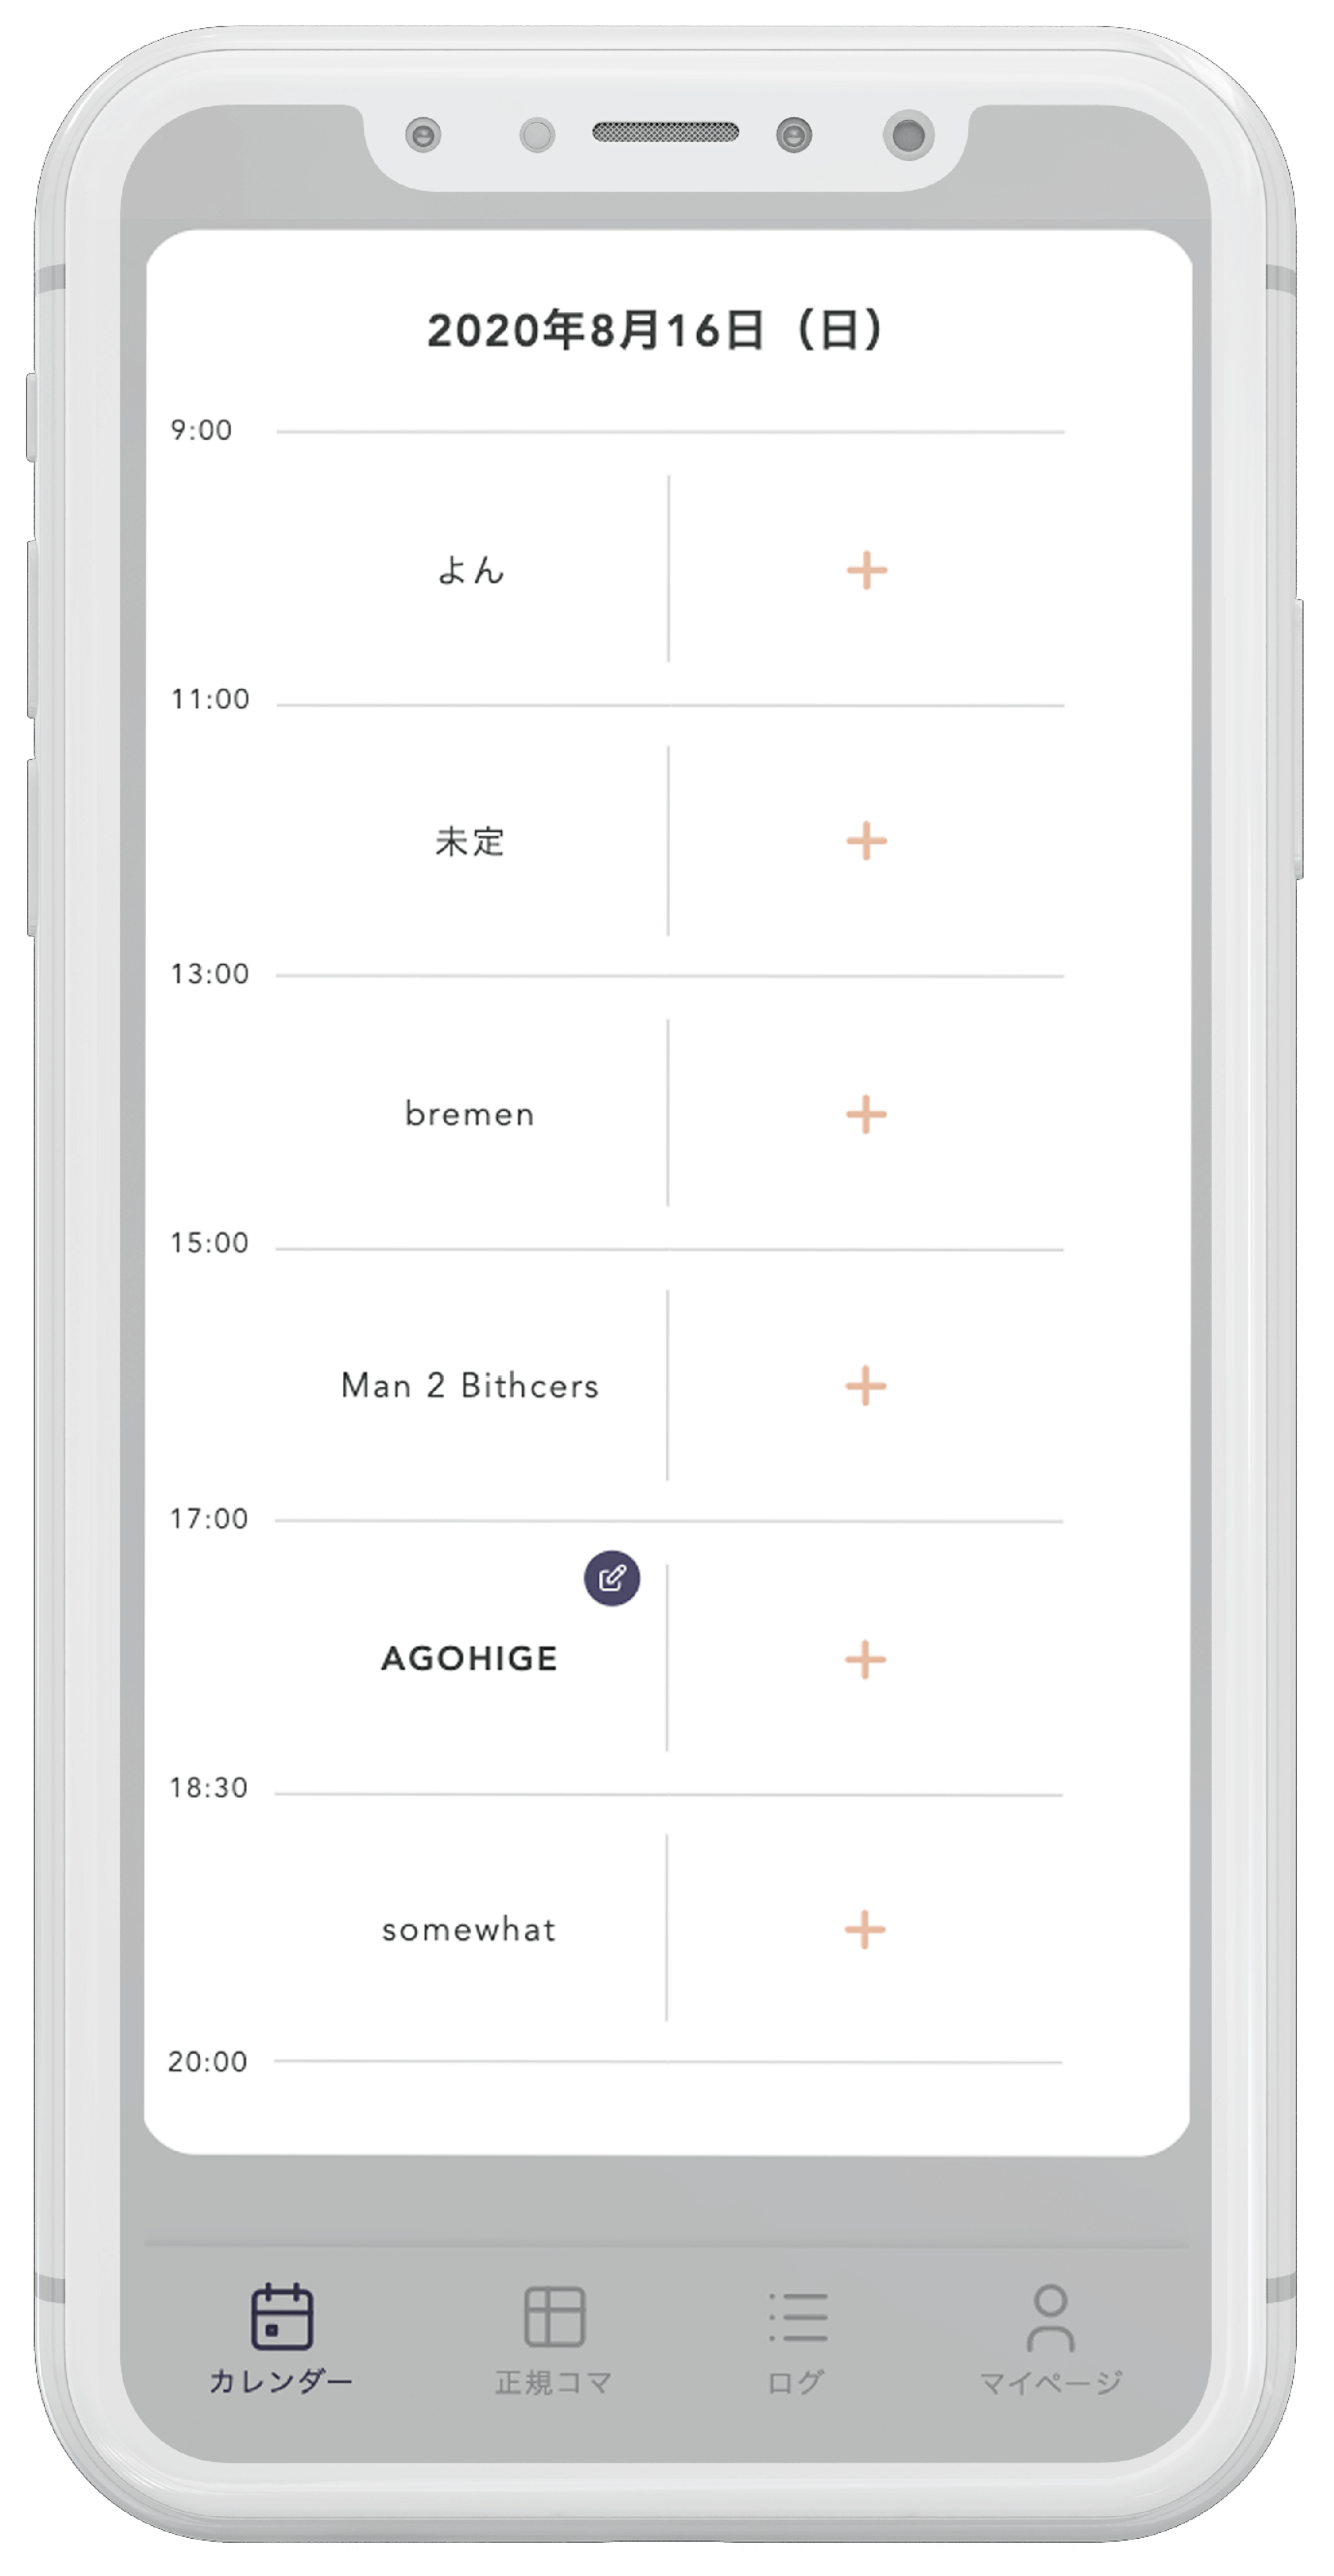 2020年8月16日（日）
9:00
よん
11:00
未定
13:00
bremen
15:00
Man 2 Bithcers
17:00
AGOHIGE
18:30
somewhat
20:00
カレンダー 正規コマ ログ マイページ